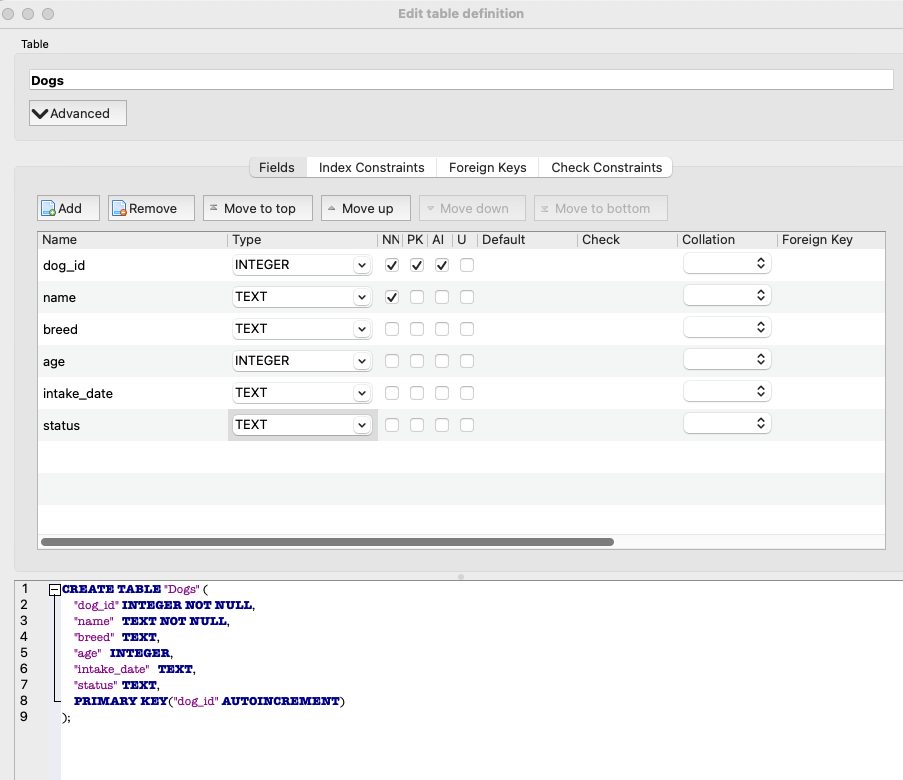 Edit table definition
Table
Dogs
Advanced
Fields Index Constraints Foreign Keys Check Constraints
Add Remove Move to top Move up Move down Move to bottom
Name Type NN PK AI U Default Check Collation Foreign Key
dog_id INTEGER
name TEXT
breed TEXT
age INTEGER
intake_date TEXT
status TEXT
1 CREATE TABLE "Dogs" (
2 "dog_id" INTEGER NOT NULL,
3 "name" TEXT NOT NULL,
4 "breed" TEXT,
5 "age" INTEGER,
6 "intake_date" TEXT,
7 "status" TEXT,
8 PRIMARY KEY("dog_id" AUTOINCREMENT)
9 );